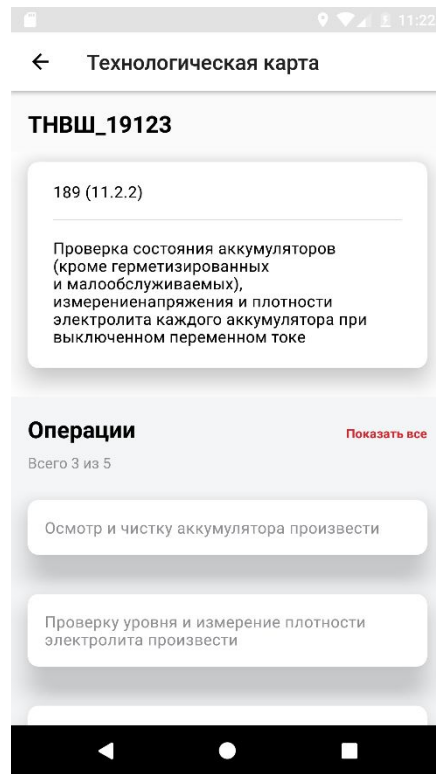 11:22
Технологическая карта
ТНВШ_19123
189 (11.2.2)
Проверка состояния аккумуляторов
(кроме герметизированных
и малообслуживаемых),
измерениенапряжения и плотности
электролита каждого аккумулятора при
выключенном переменном токе
Операции
Показать все
Всего 3 из 5
Осмотр и чистку аккумулятора произвести
Проверку уровня и измерение плотности
электролита произвести